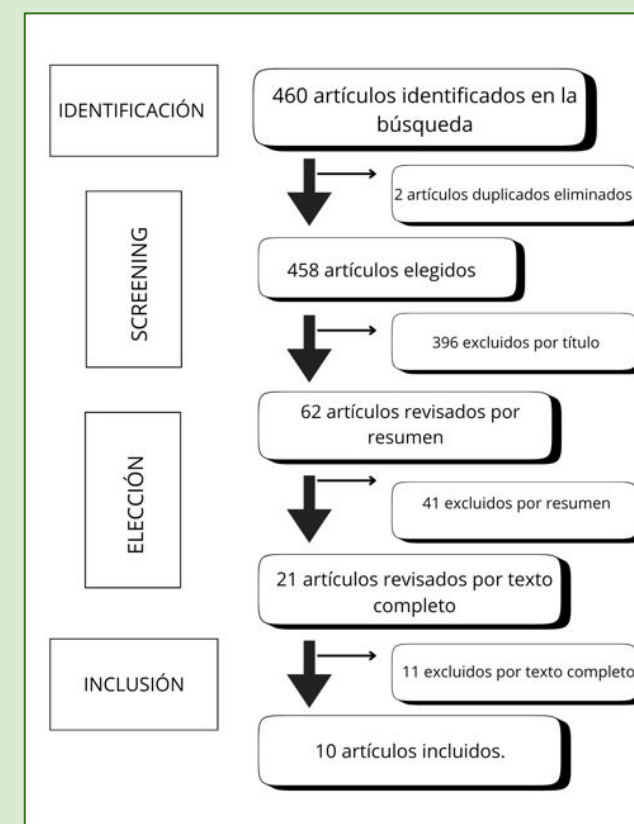 IDENTIFICACIÓN
460 artículos identificados en la
búsqueda
2 artículos duplicados eliminados
SCREENING
458 artículos elegidos
396 excluidos por título
62 artículos revisados por
resumen
ELECCIÓN
41 excluidos por resumen
21 artículos revisados por texto
completo
INCLUSIÓN
11 excluidos por texto completo
10 artículos incluidos.